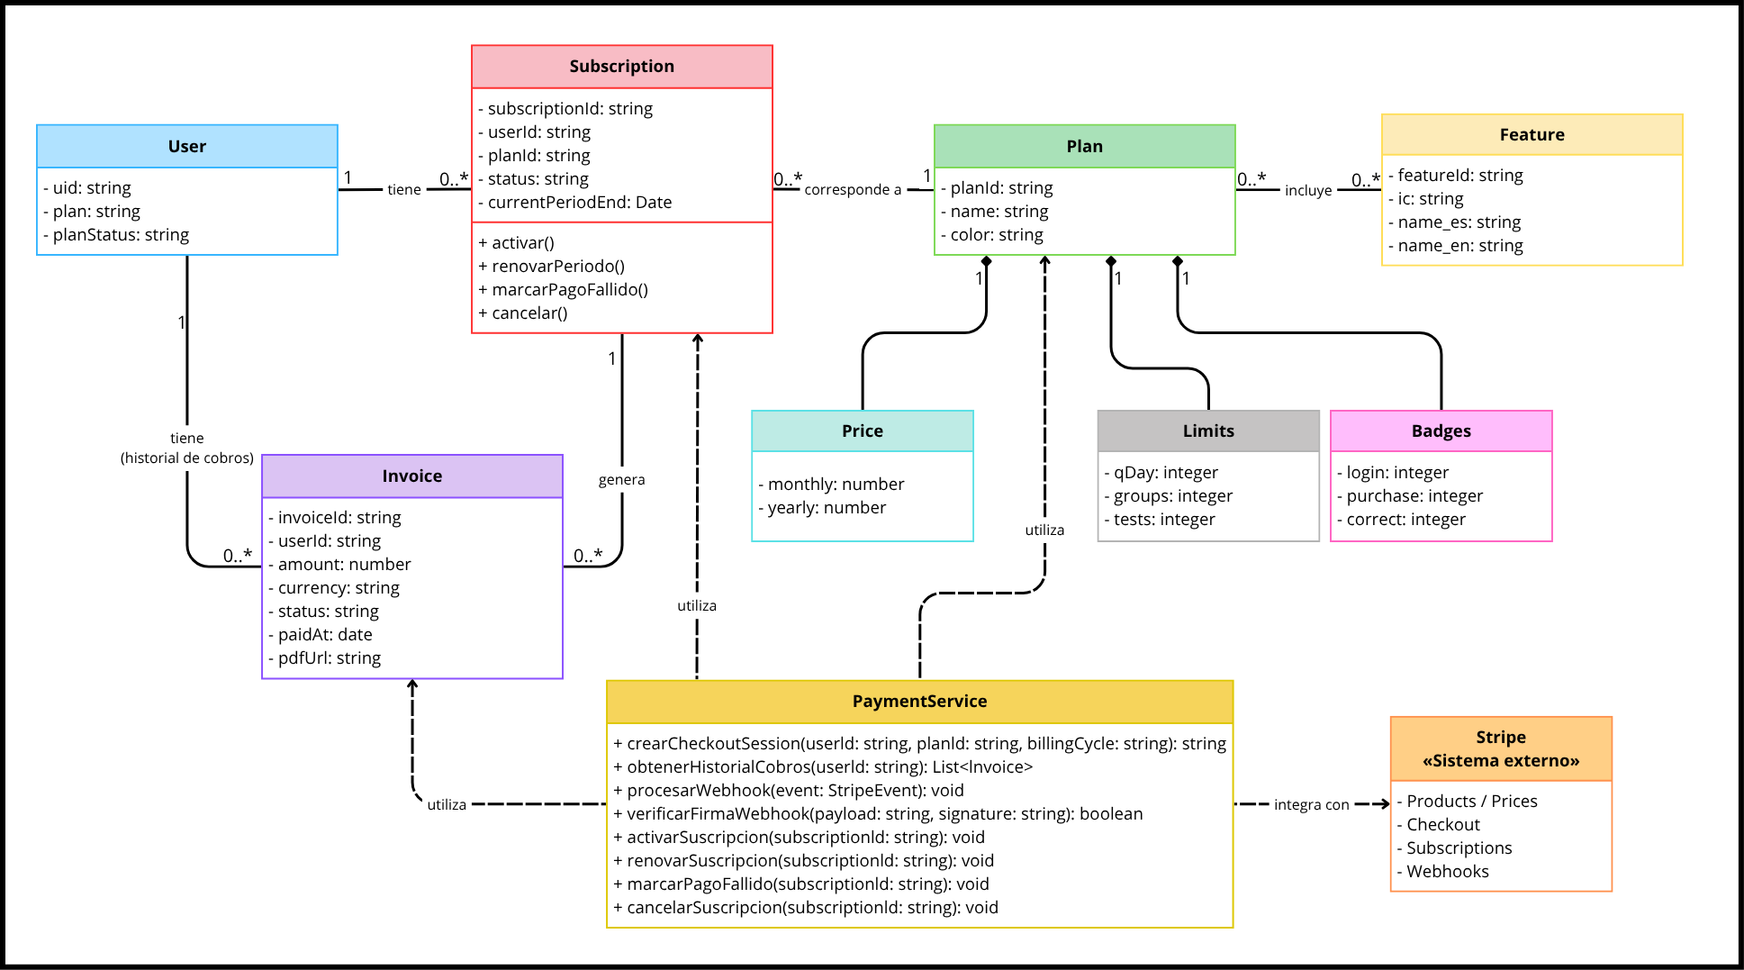 Subscription
- subscriptionId: string
- userId: string
- planId: string
- status: string
- currentPeriodEnd: Date
+ activar()
+ renovarPeriodo()
+ marcarPagoFallido()
+ cancelar()
User
- uid: string
- plan: string
- planStatus: string
1
tiene
0..*
0..*
corresponde a
1
Plan
- planId: string
- name: string
- color: string
0..*
incluye
0..*
Feature
- featureId: string
- ic: string
- name_es: string
- name_en: string
1
1
1
1
1
tiene
(historial de cobros)
0..*
genera
0..*
Invoice
- invoiceId: string
- userId: string
- amount: number
- currency: string
- status: string
- paidAt: date
- pdfUrl: string
Price
- monthly: number
- yearly: number
Limits
- qDay: integer
- groups: integer
- tests: integer
Badges
- login: integer
- purchase: integer
- correct: integer
utiliza
utiliza
utiliza
PaymentService
+ crearCheckoutSession(userId: string, planId: string, billingCycle: string): string
+ obtenerHistorialCobros(userId: string): List<Invoice>
+ procesarWebhook(event: StripeEvent): void
+ verificarFirmaWebhook(payload: string, signature: string): boolean
+ activarSuscripcion(subscriptionId: string): void
+ renovarSuscripcion(subscriptionId: string): void
+ marcarPagoFallido(subscriptionId: string): void
+ cancelarSuscripcion(subscriptionId: string): void
integra con
Stripe
«Sistema externo»
- Products / Prices
- Checkout
- Subscriptions
- Webhooks